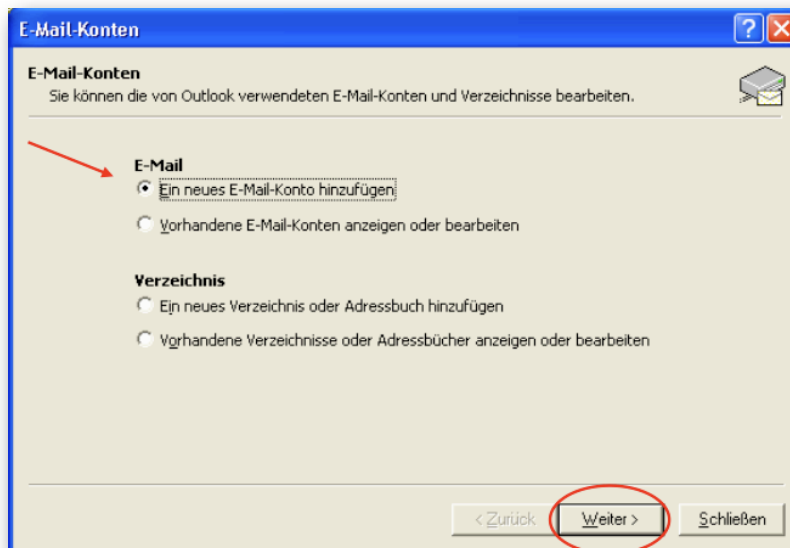 E-Mail-Konten
E-Mail-Konten
Sie können die von Outlook verwendeten E-Mail-Konten und Verzeichnisse bearbeiten.
E-Mail
Ein neues E-Mail-Konto hinzufügen
Vorhandene E-Mail-Konten anzeigen oder bearbeiten
Verzeichnis
Ein neues Verzeichnis oder Adressbuch hinzufügen
Vorhandene Verzeichnisse oder Adressbücher anzeigen oder bearbeiten
< Zurück Weiter > Schließen